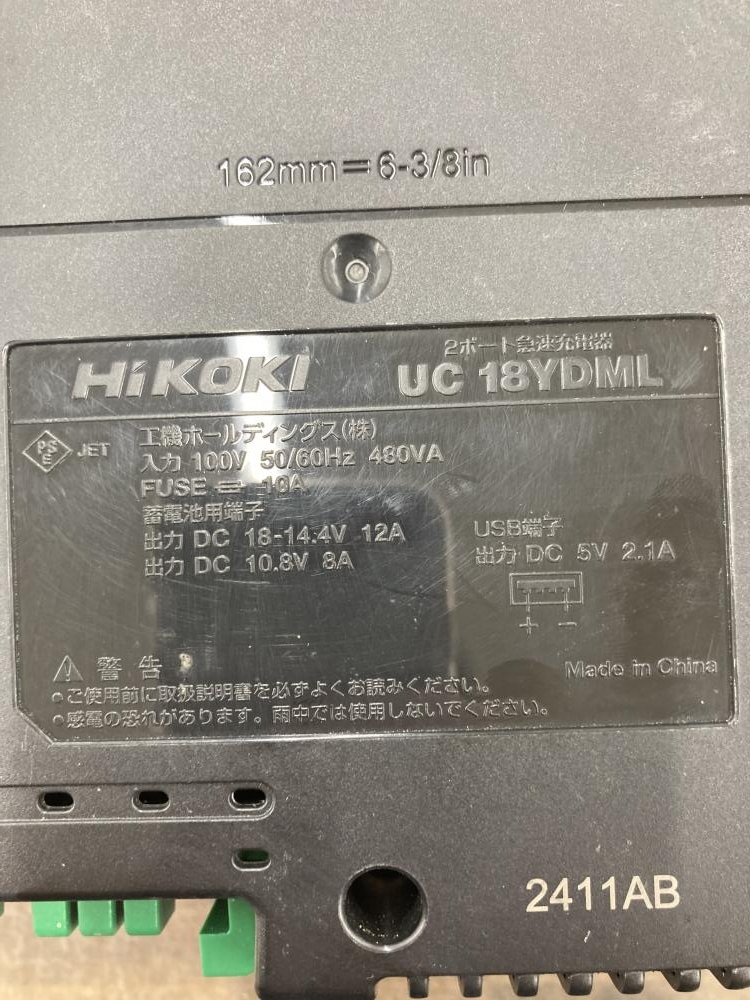 162mm=6-3/8in
2ポート急速充電器
HiKOKI UC 18YDML
PSE JET 工機ホールディングス(株)
入力 100V 50/60Hz 480VA
FUSE 10A
蓄電池用端子
出力 DC 18-14.4V 12A
出力 DC 10.8V 8A
USB端子
出力 DC 5V 2.1A
+ -
⚠ 警告
Made in China
•ご使用前に取扱説明書を必ずよくお読みください。
•感電の恐れがあります。雨中では使用しないでください。
2411AB